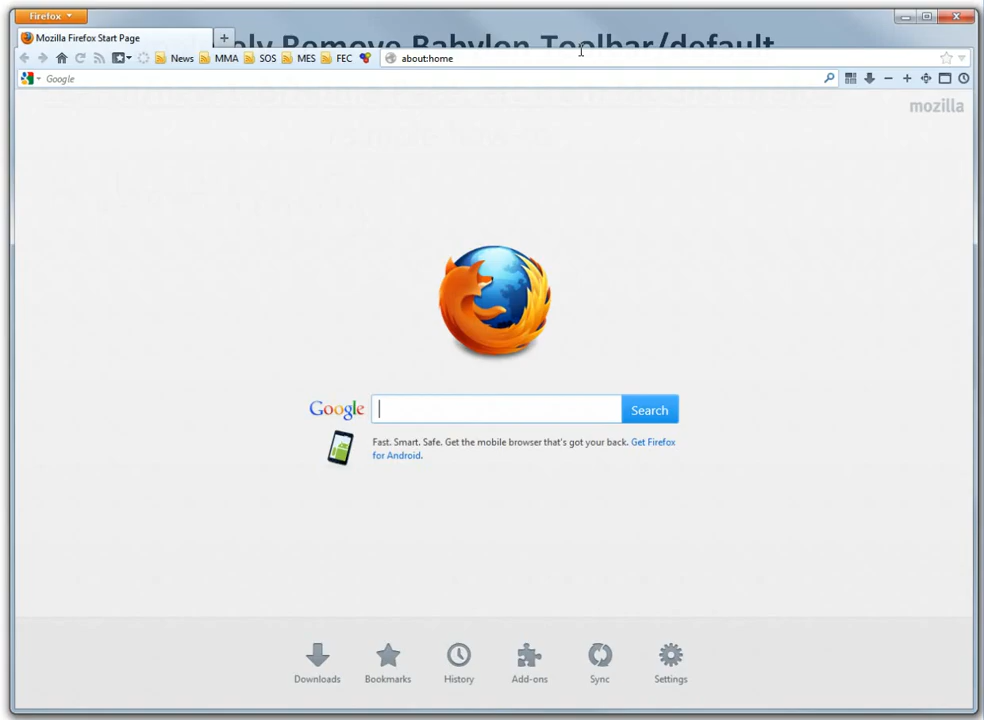 Firefox
Mozilla Firefox Start Page
Remove Babylon Toolbar/default
News MMA SOS MES FEC about:home
Google
mozilla
Google Search
Fast. Smart. Safe. Get the mobile browser that's got your back. Get Firefox
for Android.
Downloads Bookmarks History Add-ons Sync Settings